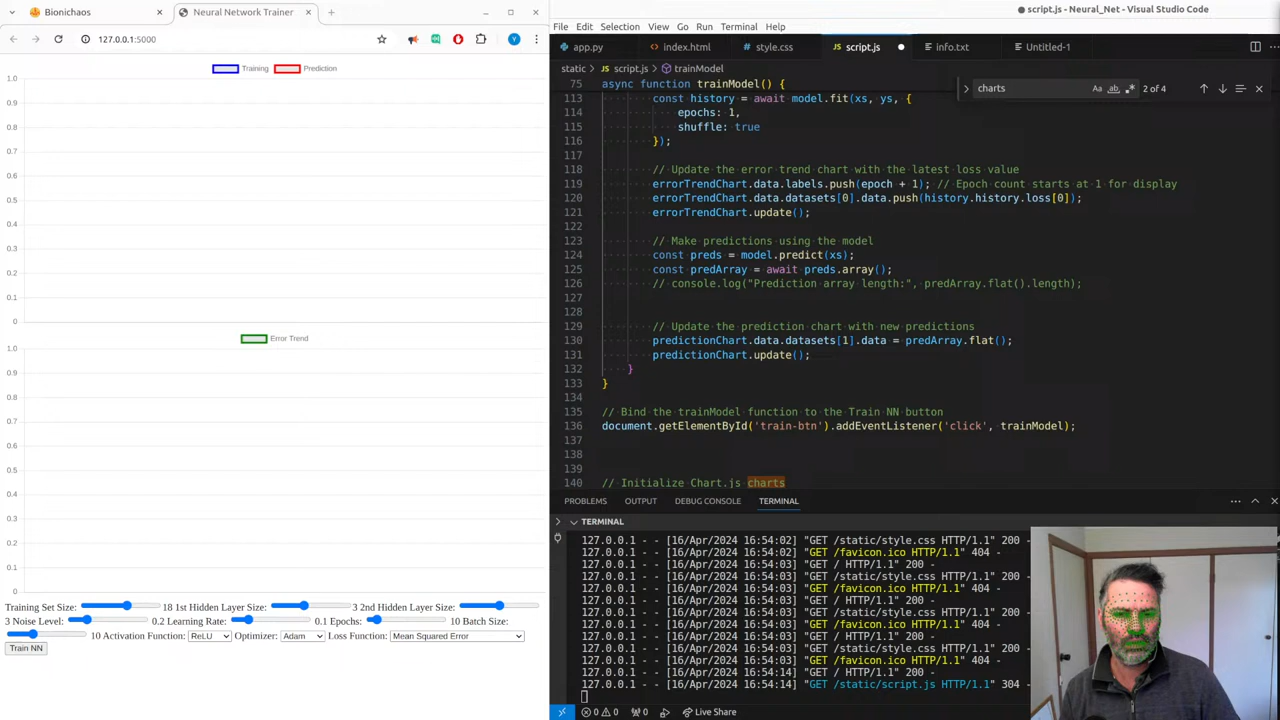 Bionichaos
Neural Network Trainer
127.0.0.1:5000
Y
Training Prediction
1.0
0.9
0.8
0.7
0.6
0.5
0.4
0.3
0.2
0.1
0
Error Trend
1.0
0.9
0.8
0.7
0.6
0.5
0.4
0.3
0.2
0.1
0
Training Set Size: 18 1st Hidden Layer Size: 3 2nd Hidden Layer Size:
3 Noise Level: 0.2 Learning Rate: 0.1 Epochs: 10 Batch Size:
10 Activation Function: ReLU Optimizer: Adam Loss Function: Mean Squared Error
Train NN
script.js - Neural_Net - Visual Studio Code
File Edit Selection View Go Run Terminal Help
app.py index.html style.css script.js info.txt Untitled-1
static > script.js > trainModel
charts Aa ab 2 of 4
75 async function trainModel() {
113 const history = await model.fit(xs, ys, {
114 epochs: 1,
115 shuffle: true
116 });
117
118 // Update the error trend chart with the latest loss value
119 errorTrendChart.data.labels.push(epoch + 1); // Epoch count starts at 1 for display
120 errorTrendChart.data.datasets[0].data.push(history.history.loss[0]);
121 errorTrendChart.update();
122
123 // Make predictions using the model
124 const preds = model.predict(xs);
125 const predArray = await preds.array();
126 // console.log("Prediction array length:", predArray.flat().length);
127
128
129 // Update the prediction chart with new predictions
130 predictionChart.data.datasets[1].data = predArray.flat();
131 predictionChart.update();
132 }
133 }
134
135 // Bind the trainModel function to the Train NN button
136 document.getElementById('train-btn').addEventListener('click', trainModel);
137
138
139
140 // Initialize Chart.js charts
PROBLEMS OUTPUT DEBUG CONSOLE TERMINAL
TERMINAL
127.0.0.1 - - [16/Apr/2024 16:54:02] "GET /static/style.css HTTP/1.1" 200 -
127.0.0.1 - - [16/Apr/2024 16:54:02] "GET /favicon.ico HTTP/1.1" 404 -
127.0.0.1 - - [16/Apr/2024 16:54:03] "GET / HTTP/1.1" 200 -
127.0.0.1 - - [16/Apr/2024 16:54:03] "GET /static/style.css HTTP/1.1" 200 -
127.0.0.1 - - [16/Apr/2024 16:54:03] "GET /favicon.ico HTTP/1.1" 404 -
127.0.0.1 - - [16/Apr/2024 16:54:03] "GET / HTTP/1.1" 200 -
127.0.0.1 - - [16/Apr/2024 16:54:03] "GET /static/style.css HTTP/1.1" 200 -
127.0.0.1 - - [16/Apr/2024 16:54:03] "GET /favicon.ico HTTP/1.1" 404 -
127.0.0.1 - - [16/Apr/2024 16:54:03] "GET / HTTP/1.1" 200 -
127.0.0.1 - - [16/Apr/2024 16:54:03] "GET /static/style.css HTTP/1.1" 200 -
127.0.0.1 - - [16/Apr/2024 16:54:03] "GET /favicon.ico HTTP/1.1" 404 -
127.0.0.1 - - [16/Apr/2024 16:54:14] "GET / HTTP/1.1" 200 -
127.0.0.1 - - [16/Apr/2024 16:54:14] "GET /static/script.js HTTP/1.1" 304 -
0 0 0 Live Share